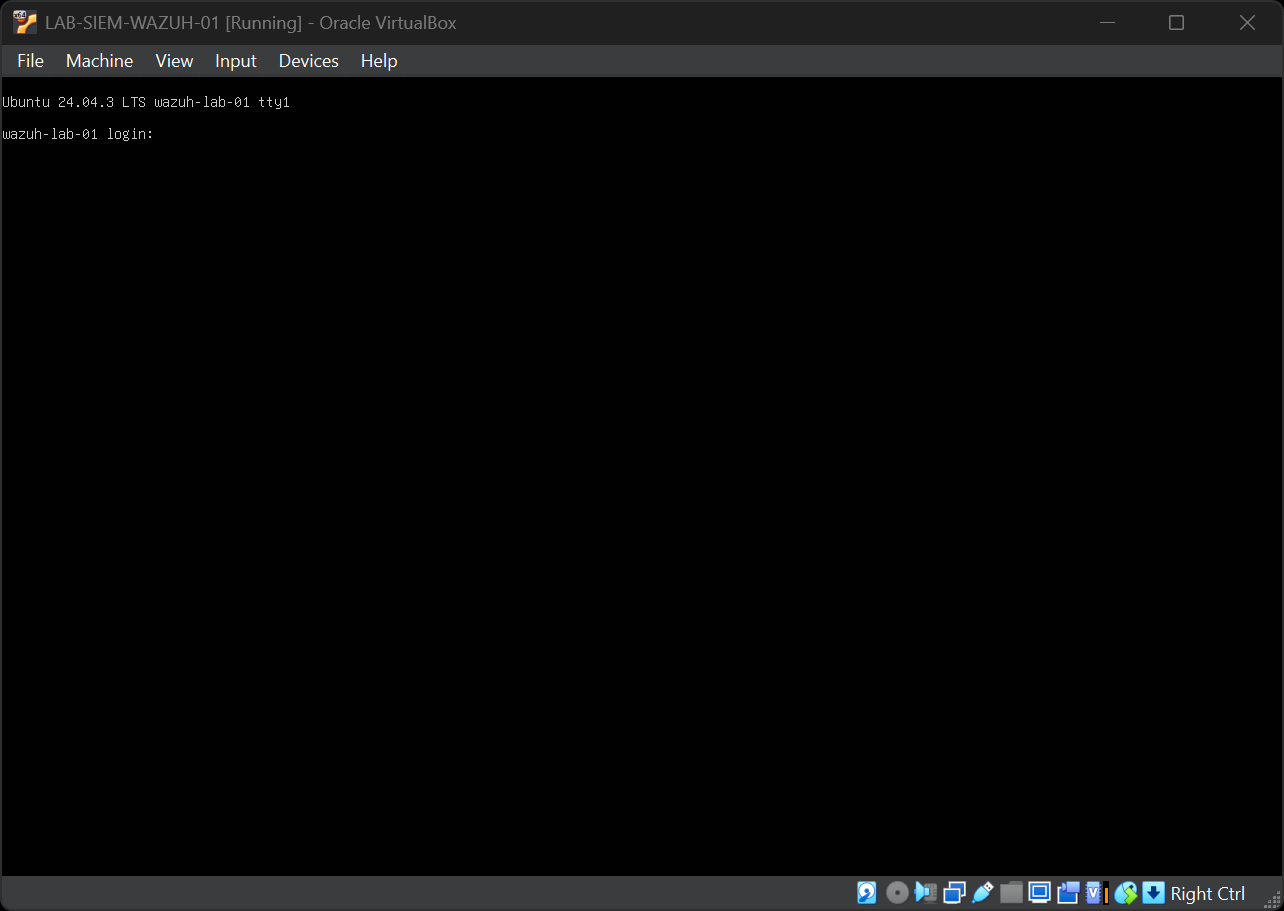 LAB-SIEM-WAZUH-01 [Running] - Oracle VirtualBox
File Machine View Input Devices Help
Ubuntu 24.04.3 LTS wazuh-lab-01 tty1
wazuh-lab-01 login:
Right Ctrl